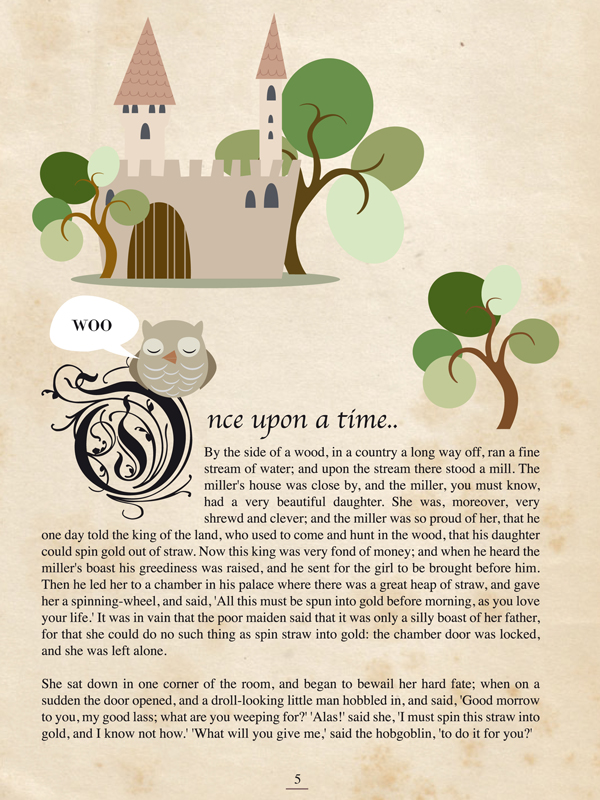 WOO
Once upon a time..
By the side of a wood, in a country a long way off, ran a fine
stream of water; and upon the stream there stood a mill. The
miller's house was close by, and the miller, you must know,
had a very beautiful daughter. She was, moreover, very
shrewd and clever; and the miller was so proud of her, that he
one day told the king of the land, who used to come and hunt in the wood, that his daughter
could spin gold out of straw. Now this king was very fond of money; and when he heard the
miller's boast his greediness was raised, and he sent for the girl to be brought before him.
Then he led her to a chamber in his palace where there was a great heap of straw, and gave
her a spinning-wheel, and said, 'All this must be spun into gold before morning, as you love
your life.' It was in vain that the poor maiden said that it was only a silly boast of her father,
for that she could do no such thing as spin straw into gold: the chamber door was locked,
and she was left alone.
She sat down in one corner of the room, and began to bewail her hard fate; when on a
sudden the door opened, and a droll-looking little man hobbled in, and said, 'Good morrow
to you, my good lass; what are you weeping for?' 'Alas!' said she, 'I must spin this straw into
gold, and I know not how.' 'What will you give me,' said the hobgoblin, 'to do it for you?'
5